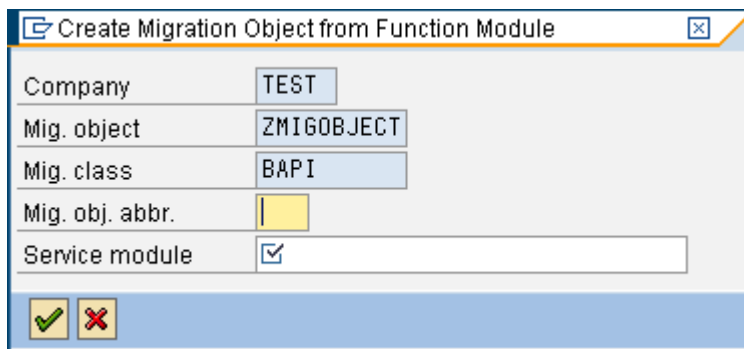 Create Migration Object from Function Module
Company TEST
Mig. object ZMIGOBJECT
Mig. class BAPI
Mig. obj. abbr.
Service module